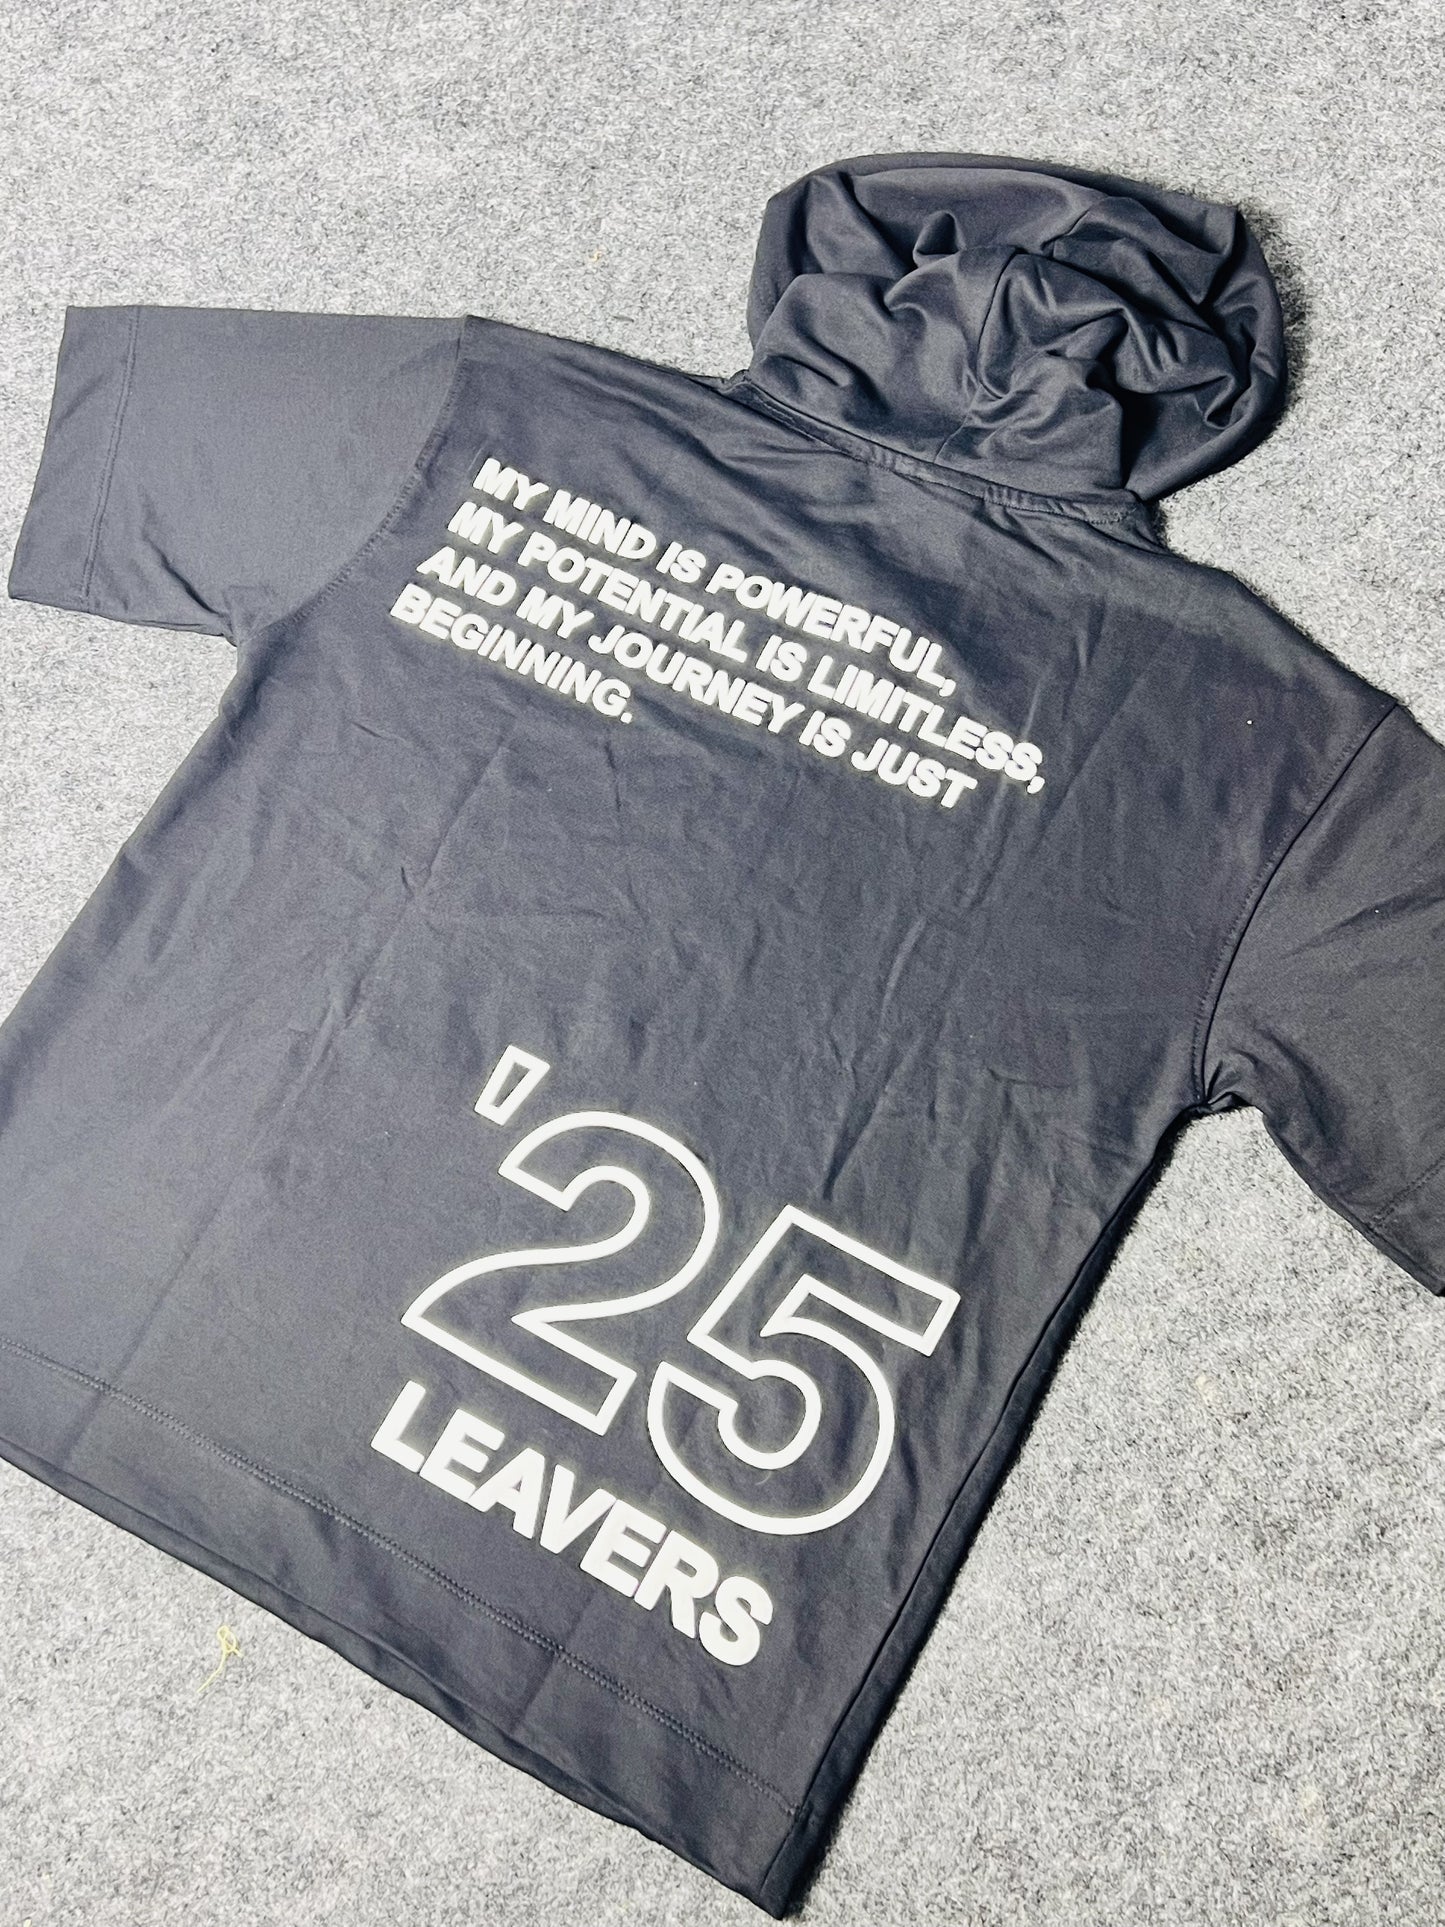 MY MIND IS POWERFUL,
MY POTENTIAL IS LIMITLESS,
AND MY JOURNEY IS JUST
BEGINNING.
'25
LEAVERS